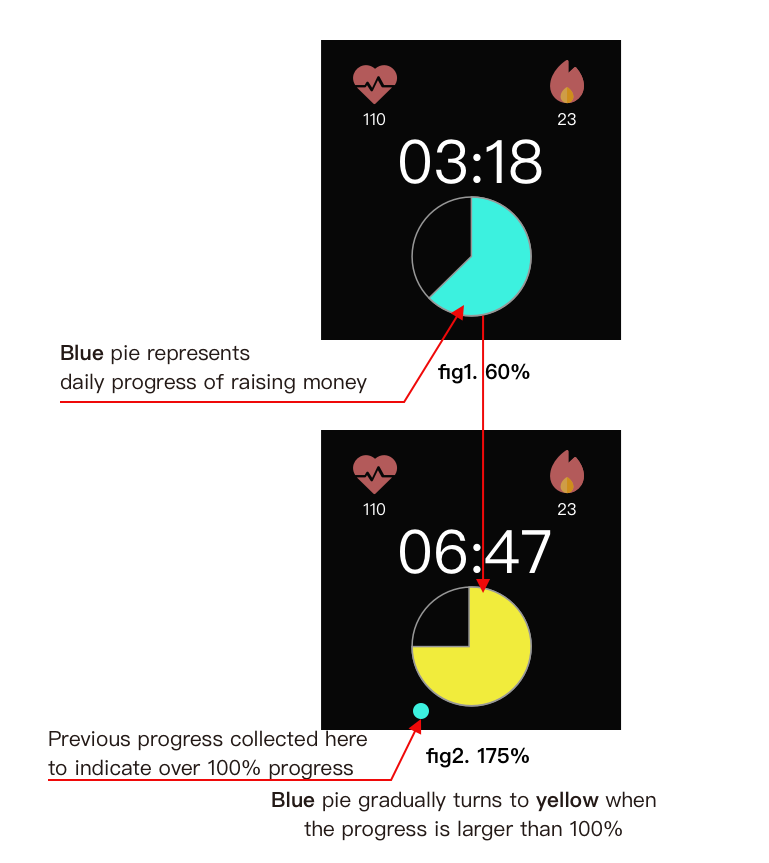 110
23
03:18
Blue pie represents
daily progress of raising money
fig1. 60%
110
23
06:47
Previous progress collected here
to indicate over 100% progress
fig2. 175%
Blue pie gradually turns to yellow when
the progress is larger than 100%